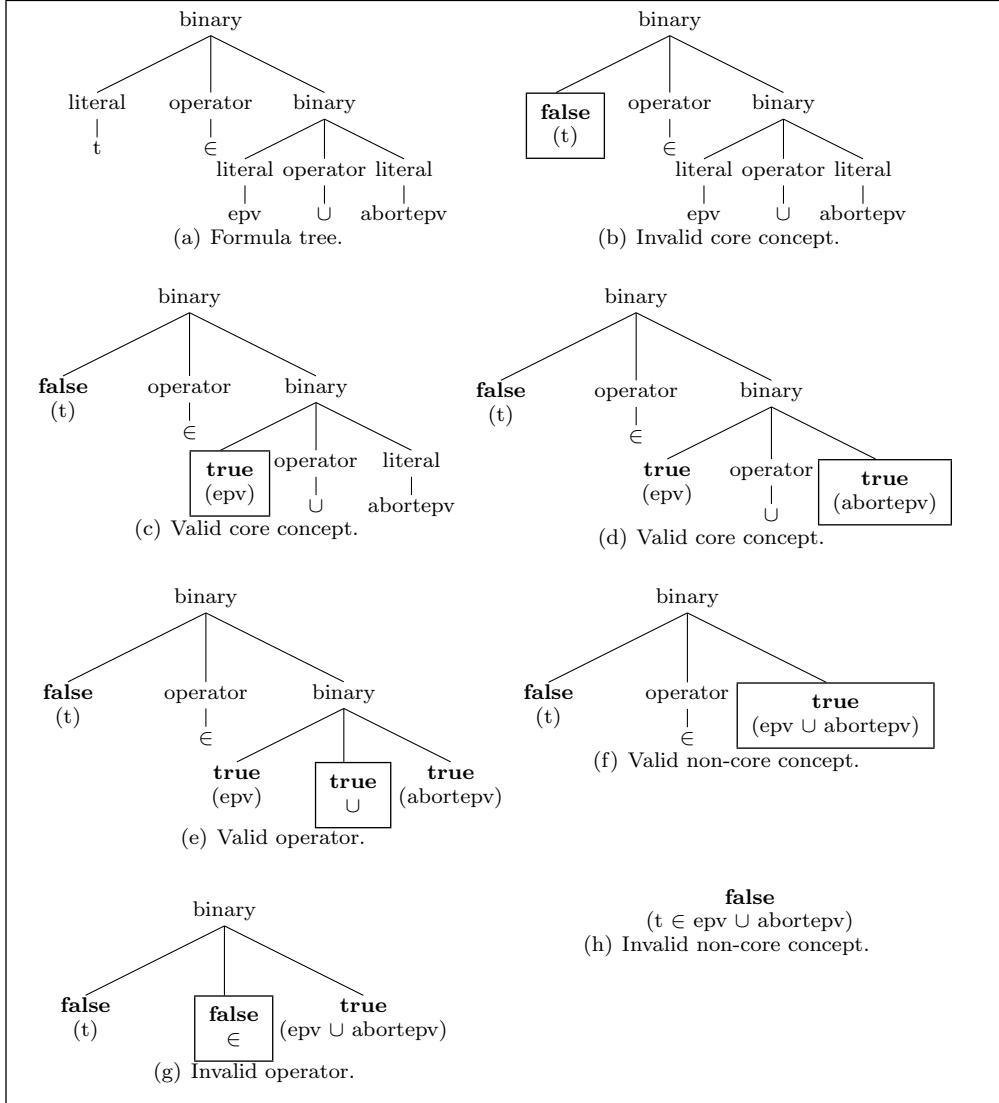 binary
literal operator binary
t ∈
literal operator literal
epv ∪ abortepv
(a) Formula tree.
binary
false operator binary
(t) ∈
literal operator literal
epv ∪ abortepv
(b) Invalid core concept.
binary
false operator binary
(t) ∈
true operator literal
(epv) ∪ abortepv
(c) Valid core concept.
binary
false operator binary
(t) ∈
true operator true
(epv) ∪ (abortepv)
(d) Valid core concept.
binary
false operator binary
(t) ∈
true true true
(epv) ∪ (abortepv)
(e) Valid operator.
binary
false operator true
(t) ∈ (epv ∪ abortepv)
(f) Valid non-core concept.
binary
false false true
(t) ∈ (epv ∪ abortepv)
(g) Invalid operator.
false
(t ∈ epv ∪ abortepv)
(h) Invalid non-core concept.